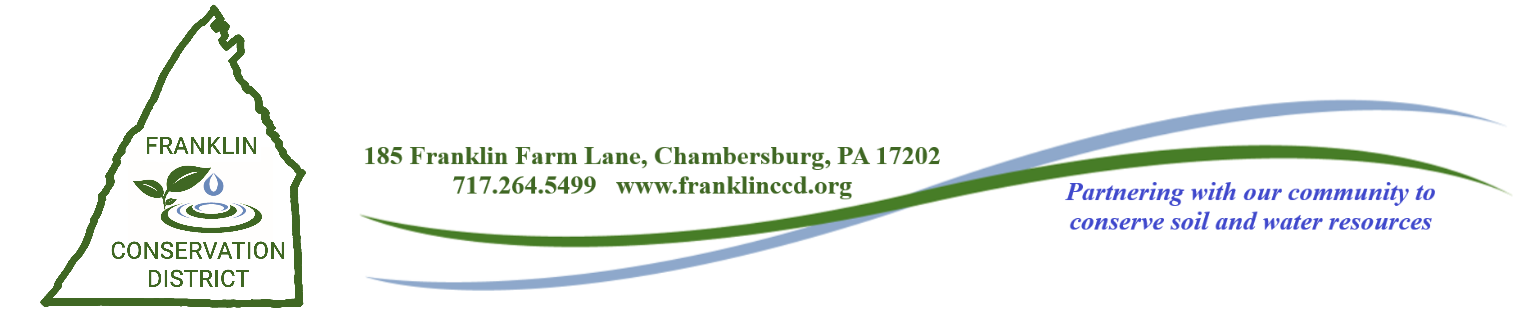 FRANKLIN
CONSERVATION
DISTRICT
185 Franklin Farm Lane, Chambersburg, PA 17202
717.264.5499 www.franklinccd.org
Partnering with our community to
conserve soil and water resources